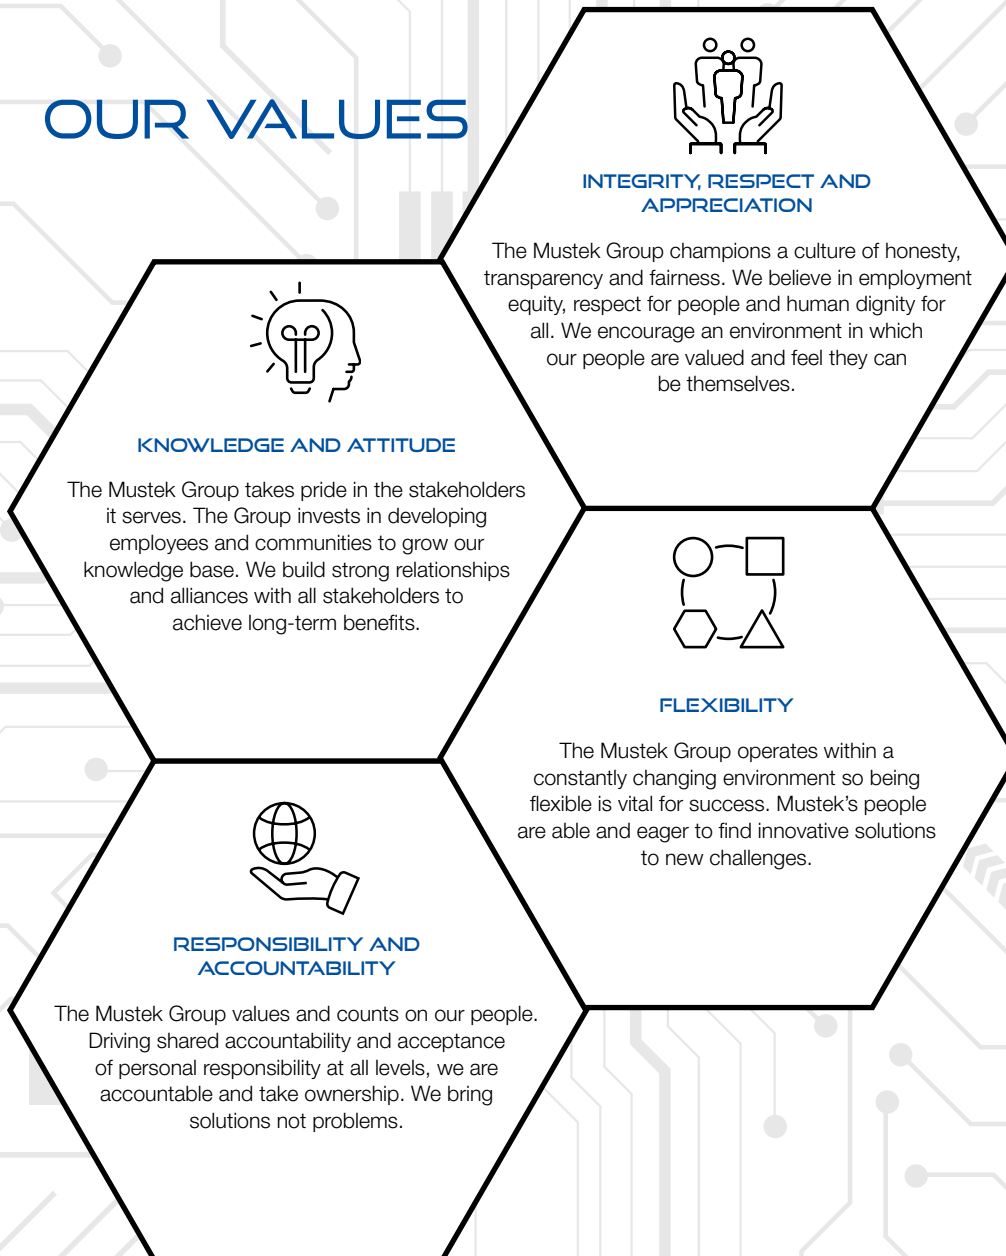 OUR VALUES
INTEGRITY, RESPECT AND
APPRECIATION
The Mustek Group champions a culture of honesty,
transparency and fairness. We believe in employment
equity, respect for people and human dignity for
all. We encourage an environment in which
our people are valued and feel they can
be themselves.
KNOWLEDGE AND ATTITUDE
The Mustek Group takes pride in the stakeholders
it serves. The Group invests in developing
employees and communities to grow our
knowledge base. We build strong relationships
and alliances with all stakeholders to
achieve long-term benefits.
FLEXIBILITY
The Mustek Group operates within a
constantly changing environment so being
flexible is vital for success. Mustek’s people
are able and eager to find innovative solutions
to new challenges.
RESPONSIBILITY AND
ACCOUNTABILITY
The Mustek Group values and counts on our people.
Driving shared accountability and acceptance
of personal responsibility at all levels, we are
accountable and take ownership. We bring
solutions not problems.